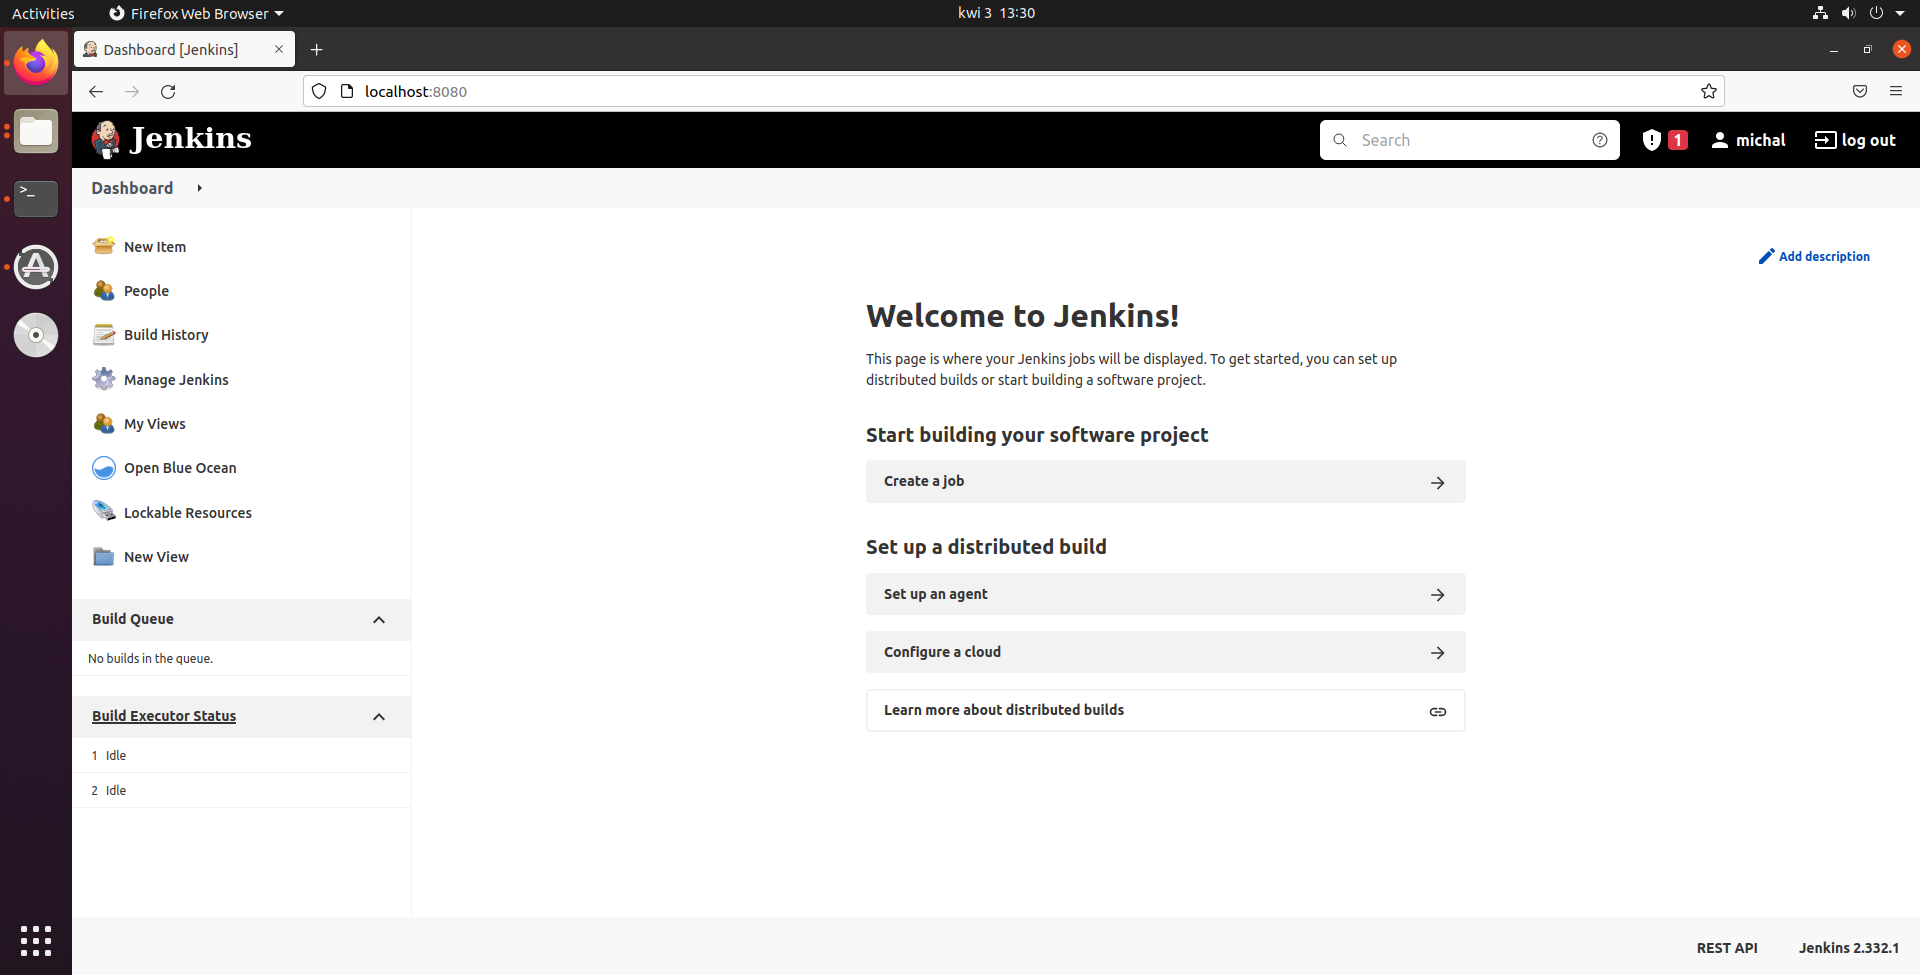 Activities
Firefox Web Browser
kwi 3 13:30
Dashboard [Jenkins]
localhost:8080
Jenkins
Search
1
michal
log out
Dashboard
New Item
People
Build History
Manage Jenkins
My Views
Open Blue Ocean
Lockable Resources
New View
Build Queue
No builds in the queue.
Build Executor Status
1 Idle
2 Idle
Add description
Welcome to Jenkins!
This page is where your Jenkins jobs will be displayed. To get started, you can set up
distributed builds or start building a software project.
Start building your software project
Create a job
Set up a distributed build
Set up an agent
Configure a cloud
Learn more about distributed builds
REST API
Jenkins 2.332.1